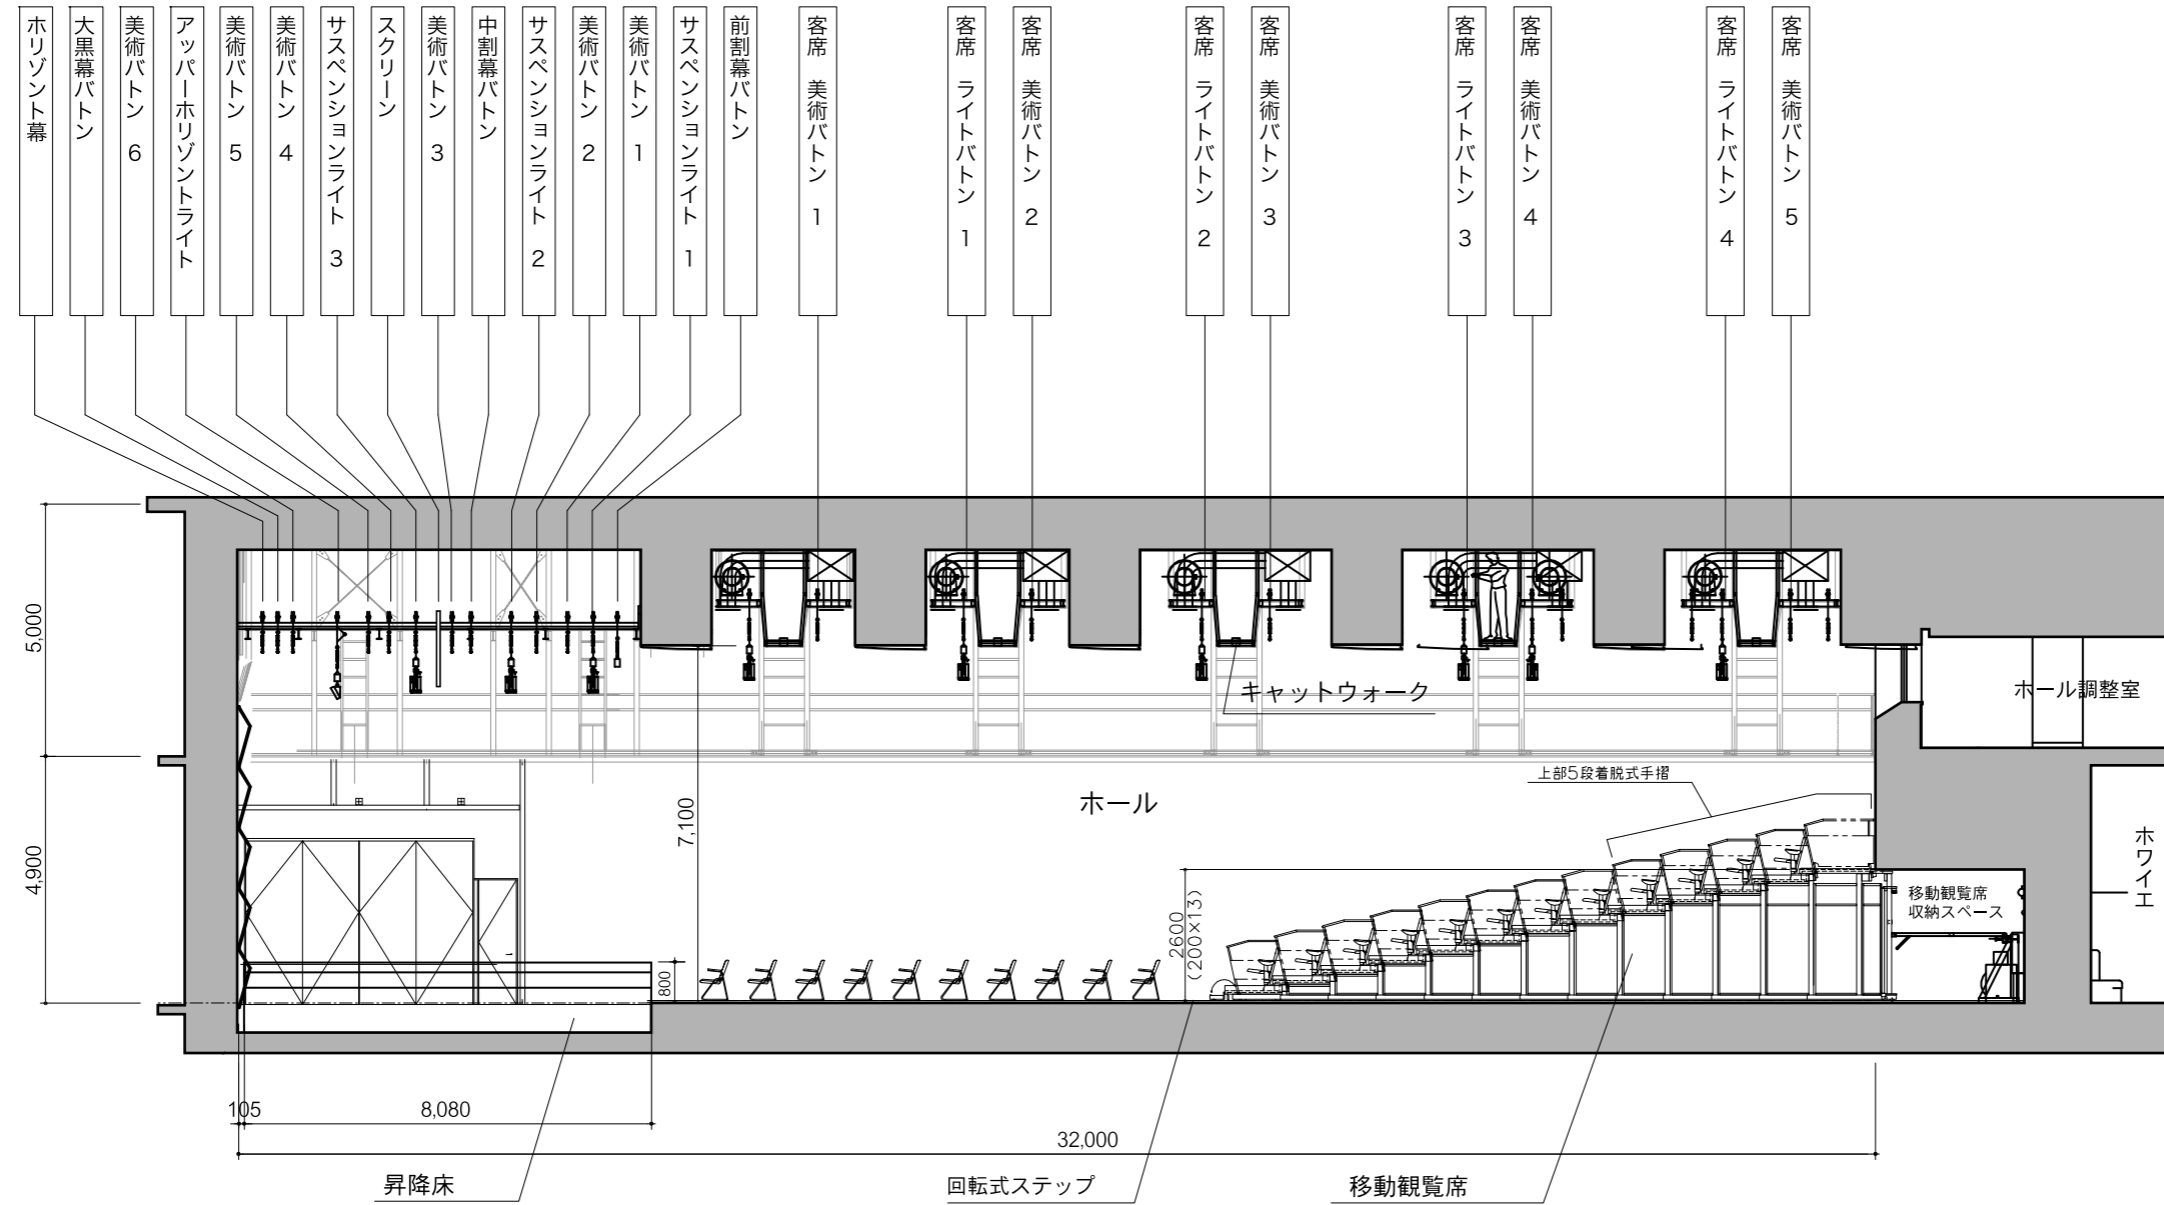 ホリゾント幕
大黒幕バトン
美術バトン 6
アッパーホリゾントライト
美術バトン 5
美術バトン 4
サスペンションライト 3
スクリーン
美術バトン 3
中割幕バトン
サスペンションライト 2
美術バトン 2
美術バトン 1
サスペンションライト 1
前割幕バトン
客席 美術バトン 1
客席 ライトバトン 1
客席 美術バトン 2
客席 ライトバトン 2
客席 美術バトン 3
客席 ライトバトン 3
客席 美術バトン 4
客席 ライトバトン 4
客席 美術バトン 5
5,000
キャットウォーク
ホール調整室
上部5段着脱式手摺
ホール
7,100
4,900
ホワイエ
移動観覧席
収納スペース
2600
(200×13)
800
105
8,080
32,000
昇降床
回転式ステップ
移動観覧席